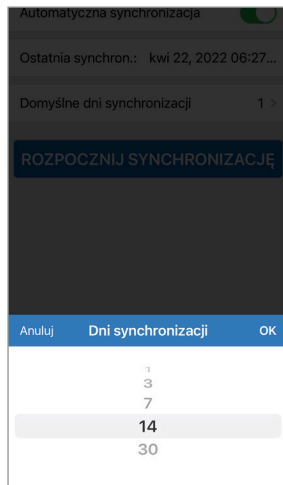 Automatyczna synchronizacja
Ostatnia synchron.: kwi 22, 2022 06:27...
Domyślne dni synchronizacji 1 >
ROZPOCZNIJ SYNCHRONIZACJĘ
Anuluj Dni synchronizacji OK
1
3
7
14
30